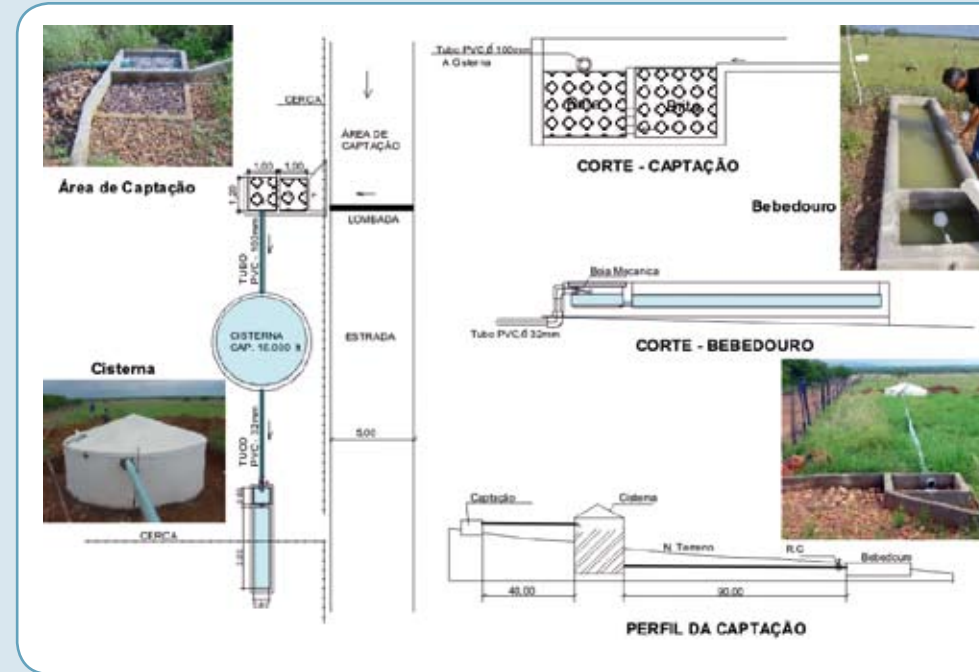 Área de Captação
CERCA
ÁREA DE
CAPTAÇÃO
1,00
1,00
1,20
LOMBADA
TUBO
PVC - 100mm
CISTERNA
CAP. 16.000 lt
ESTRADA
Cisterna
5,00
PVC - 32mm
CERCA
Tubo PVC Ø 100mm
A Cisterna
Brita
Brita
CORTE - CAPTAÇÃO
Bebedouro
Boia Mecanica
Tubo PVC Ø 32mm
CORTE - BEBEDOURO
Captação
Cisterna
N. Terreno
R.G
Bebedouro
40,00
90,00
PERFIL DA CAPTAÇÃO